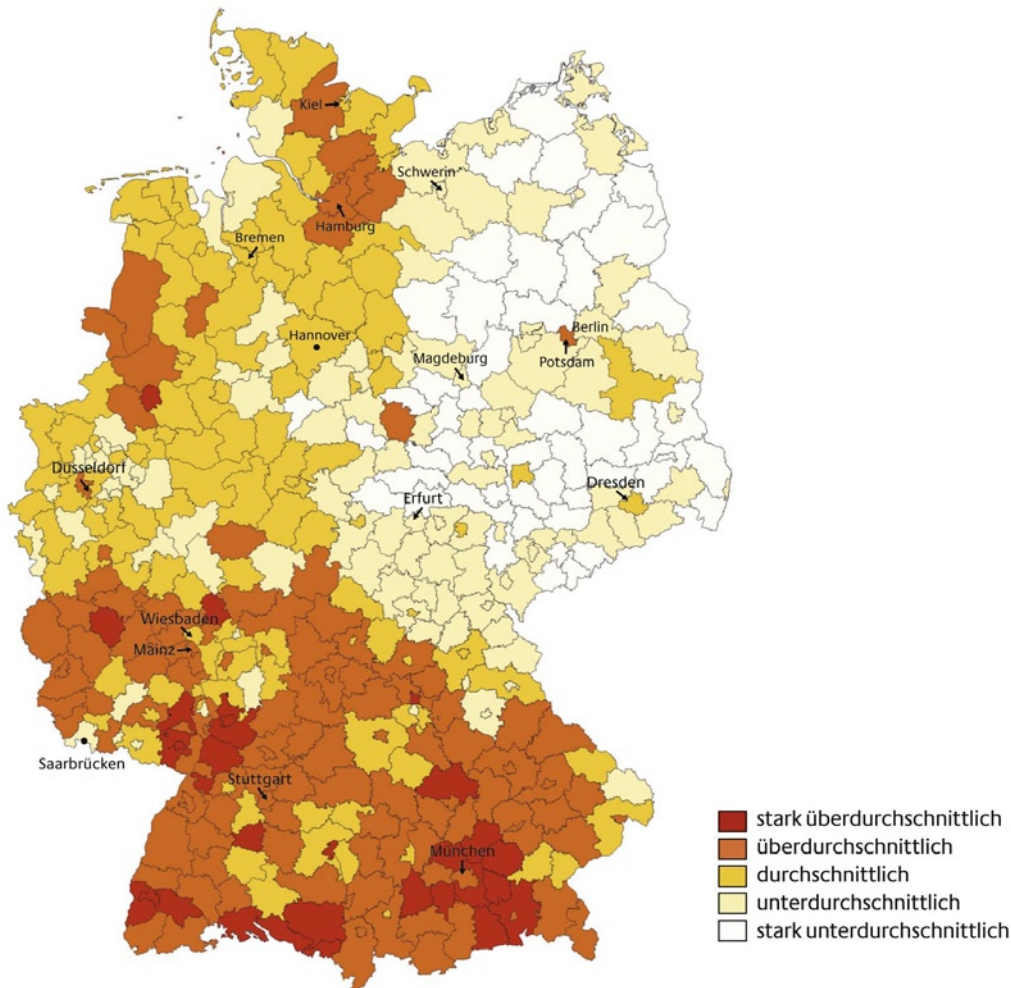 Kiel
Schwerin
Hamburg
Bremen
Hannover
Berlin
Potsdam
Magdeburg
Düsseldorf
Erfurt
Dresden
Wiesbaden
Mainz
Saarbrücken
Stuttgart
München
stark überdurchschnittlich
überdurchschnittlich
durchschnittlich
unterdurchschnittlich
stark unterdurchschnittlich